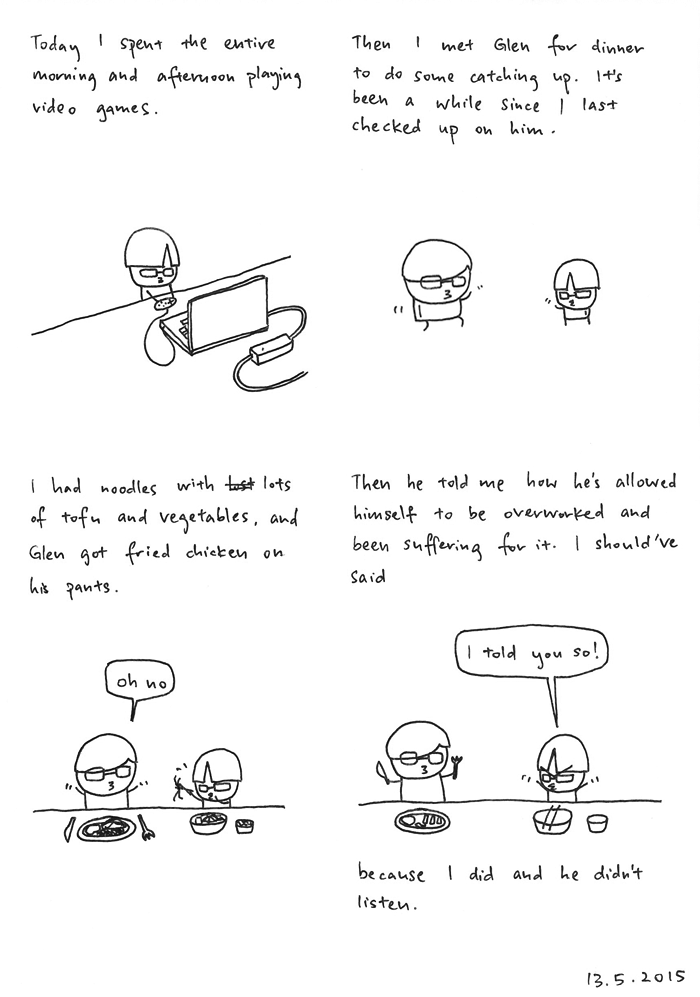 Today I spent the entire
morning and afternoon playing
video games.
Then I met Glen for dinner
to do some catching up. It's
been a while since I last
checked up on him.
I had noodles with lost lots
of tofu and vegetables, and
Glen got fried chicken on
his pants.
oh no
Then he told me how he's allowed
himself to be overworked and
been suffering for it. I should've
said
I told you so!
because I did and he didn't
listen.
13.5.2015